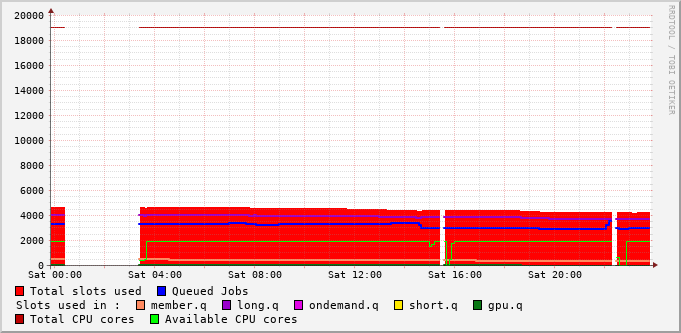 20000
18000
16000
14000
12000
10000
8000
6000
4000
2000
0
Sat 00:00 Sat 04:00 Sat 08:00 Sat 12:00 Sat 16:00 Sat 20:00
Total slots used Queued Jobs
Slots used in : member.q long.q ondemand.q short.q gpu.q
Total CPU cores Available CPU cores
RRDTOOL / TOBI OETIKER